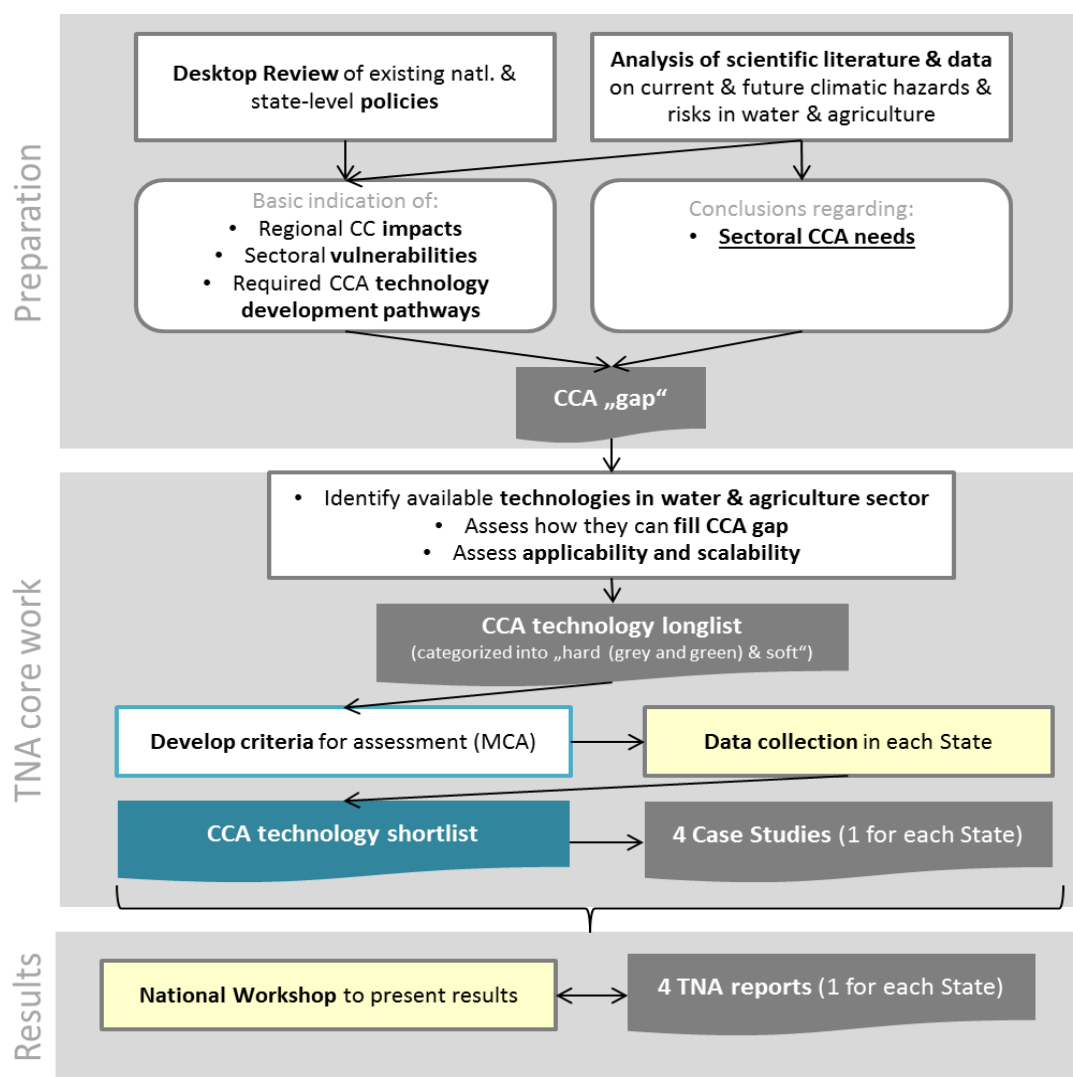 Preparation
Desktop Review of existing natl. &
state-level policies
Analysis of scientific literature & data
on current & future climatic hazards &
risks in water & agriculture
Basic indication of:
• Regional CC impacts
• Sectoral vulnerabilities
• Required CCA technology
development pathways
Conclusions regarding:
• Sectoral CCA needs
CCA „gap“
TNA core work
• Identify available technologies in water & agriculture sector
• Assess how they can fill CCA gap
• Assess applicability and scalability
CCA technology longlist
(categorized into „hard (grey and green) & soft“)
Develop criteria for assessment (MCA)
Data collection in each State
CCA technology shortlist
4 Case Studies (1 for each State)
Results
National Workshop to present results
4 TNA reports (1 for each State)